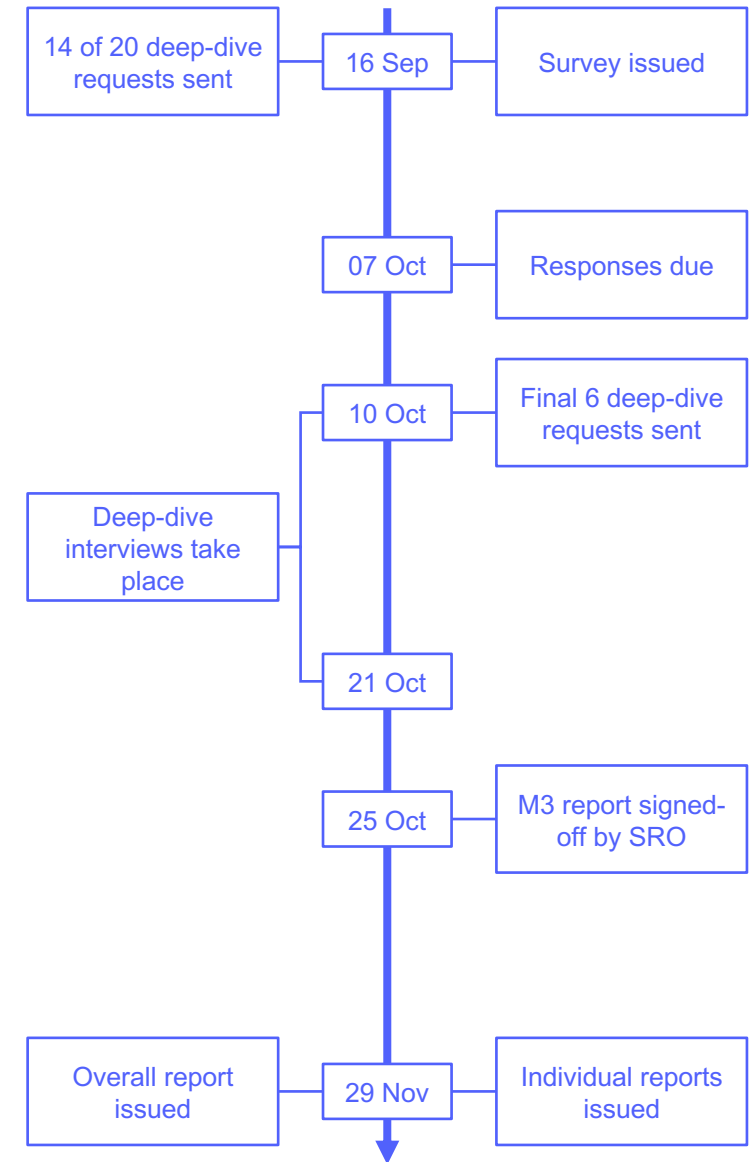 14 of 20 deep-dive
requests sent
16 Sep
Survey issued
07 Oct
Responses due
10 Oct
Final 6 deep-dive
requests sent
Deep-dive
interviews take
place
21 Oct
25 Oct
M3 report signed-
off by SRO
Overall report
issued
29 Nov
Individual reports
issued